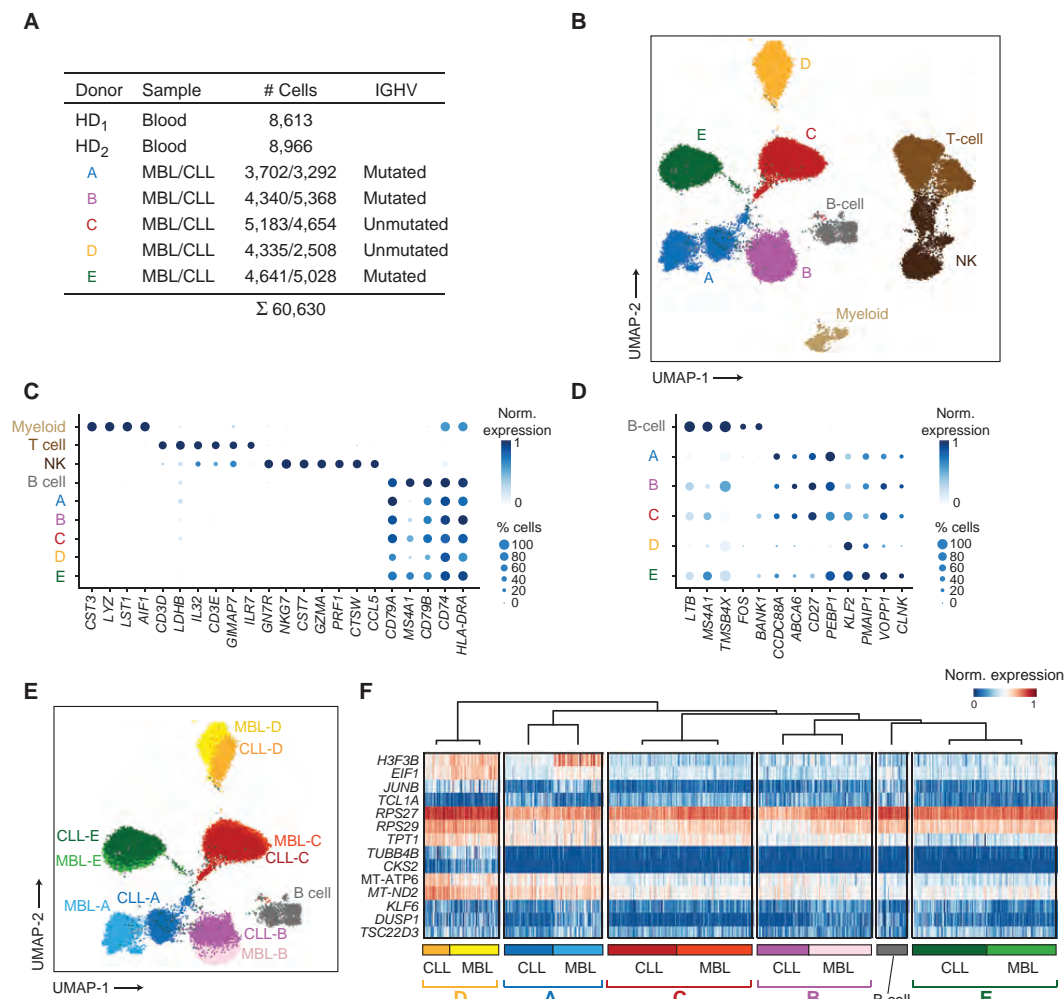 A
Donor Sample # Cells IGHV
HD1 Blood 8,613
HD2 Blood 8,966
A MBL/CLL 3,702/3,292 Mutated
B MBL/CLL 4,340/5,368 Mutated
C MBL/CLL 5,183/4,654 Unmutated
D MBL/CLL 4,335/2,508 Unmutated
E MBL/CLL 4,641/5,028 Mutated
Σ 60,630
B
D
E
C
T-cell
B-cell
A
B
NK
Myeloid
UMAP-2
UMAP-1
C
Myeloid
T cell
NK
B cell
A
B
C
D
E
CST3 LYZ LST1 AIF1 CD3D LDHB IL32 CD3E GIMAP7 IL7R GN7R NKG7 CST7 GZMA PRF1 CTSW CCL5 CD79A MS4A1 CD79B CD74 HLA-DRA
Norm.
expression
1
0
% cells
100
80
60
40
20
0
D
B-cell
A
B
C
D
E
LTB MS4A1 TMSB4X FOS BANK1 CCDC88A ABCA6 CD27 PEBP1 KLF2 PMAIP1 VOPP1 CLNK
Norm.
expression
1
0
% cells
100
80
60
40
20
0
E
MBL-D
CLL-D
CLL-E
MBL-E
MBL-C
CLL-C
CLL-A
MBL-A
B cell
CLL-B
MBL-B
UMAP-2
UMAP-1
F
Norm. expression
0 1
H3F3B
EIF1
JUNB
TCL1A
RPS27
RPS29
TPT1
TUBB4B
CKS2
MT-ATP6
MT-ND2
KLF6
DUSP1
TSC22D3
CLL MBL CLL MBL CLL MBL CLL MBL CLL MBL
D A C B B cell E